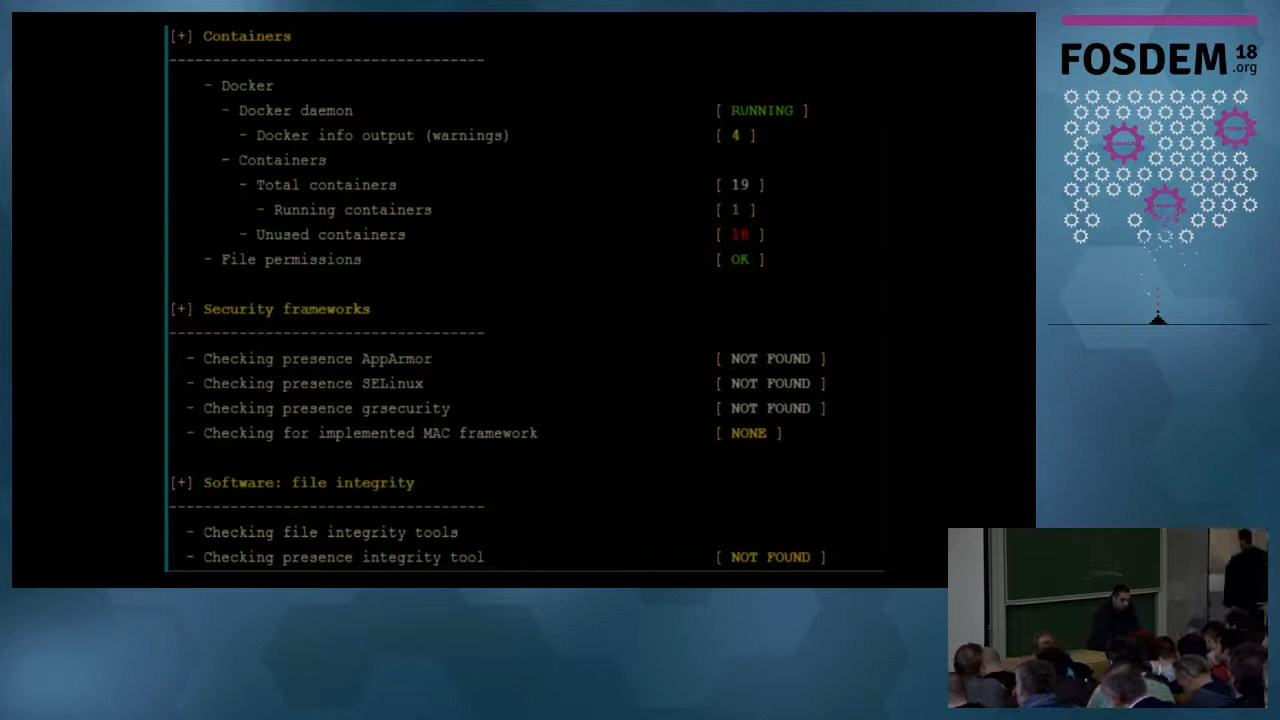 [+] Containers
------------------------------------
- Docker
- Docker daemon [ RUNNING ]
- Docker info output (warnings) [ 4 ]
- Containers
- Total containers [ 19 ]
- Running containers [ 1 ]
- Unused containers [ 18 ]
- File permissions [ OK ]
[+] Security frameworks
------------------------------------
- Checking presence AppArmor [ NOT FOUND ]
- Checking presence SELinux [ NOT FOUND ]
- Checking presence grsecurity [ NOT FOUND ]
- Checking for implemented MAC framework [ NONE ]
[+] Software: file integrity
------------------------------------
- Checking file integrity tools
- Checking presence integrity tool [ NOT FOUND ]
FOSDEM 18
.org